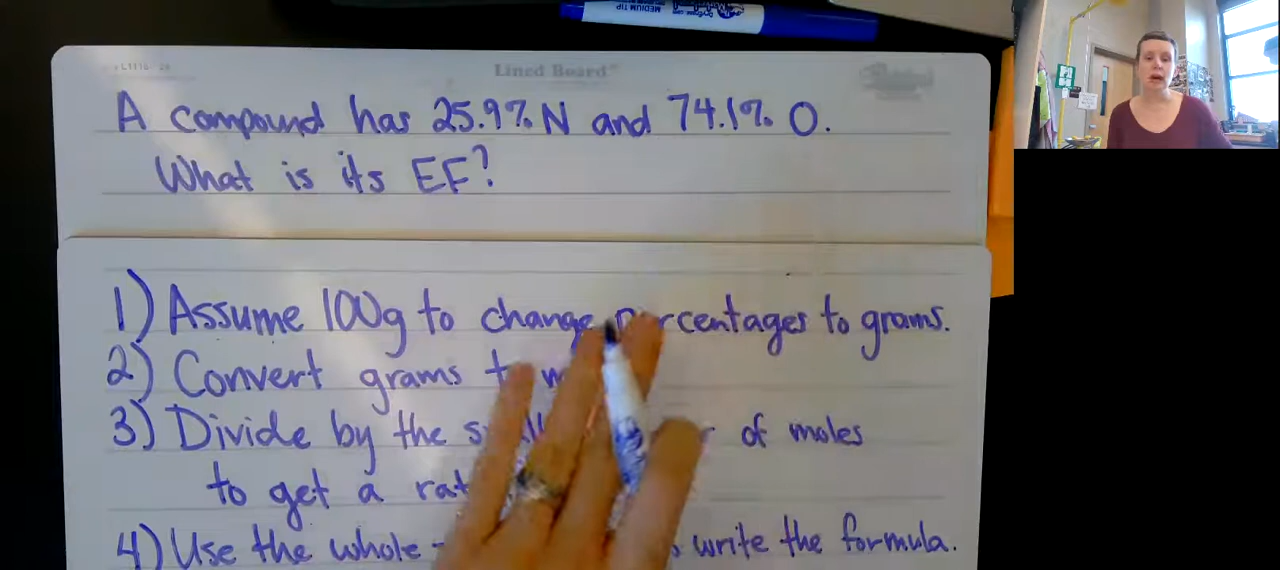 MEDIUM TIP
Lined Board
A compound has 25.9% N and 74.1% O.
What is its EF?
1) Assume 100g to change percentages to grams.
2) Convert grams
3) Divide by the of moles
to get a
4) Use the whole - write the formula.